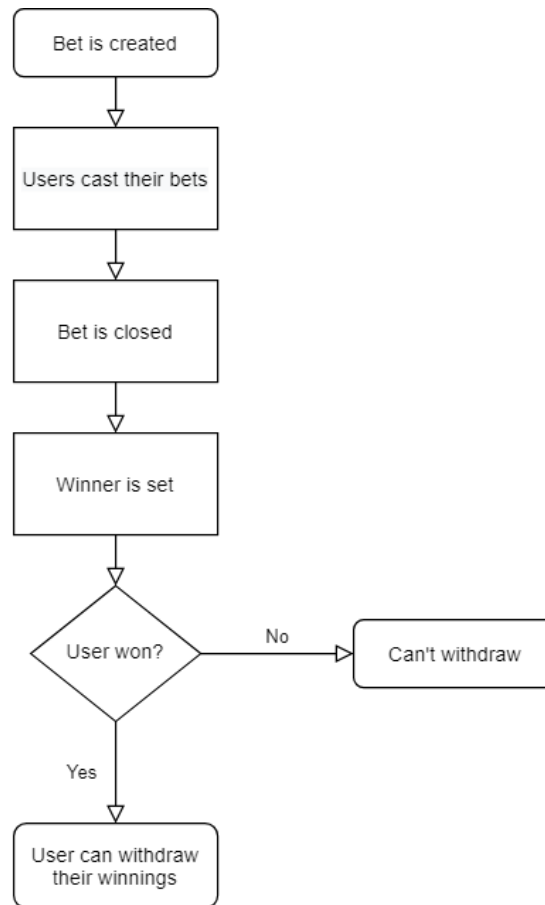 Bet is created
Users cast their bets
Bet is closed
Winner is set
User won?
No
Can't withdraw
Yes
User can withdraw
their winnings